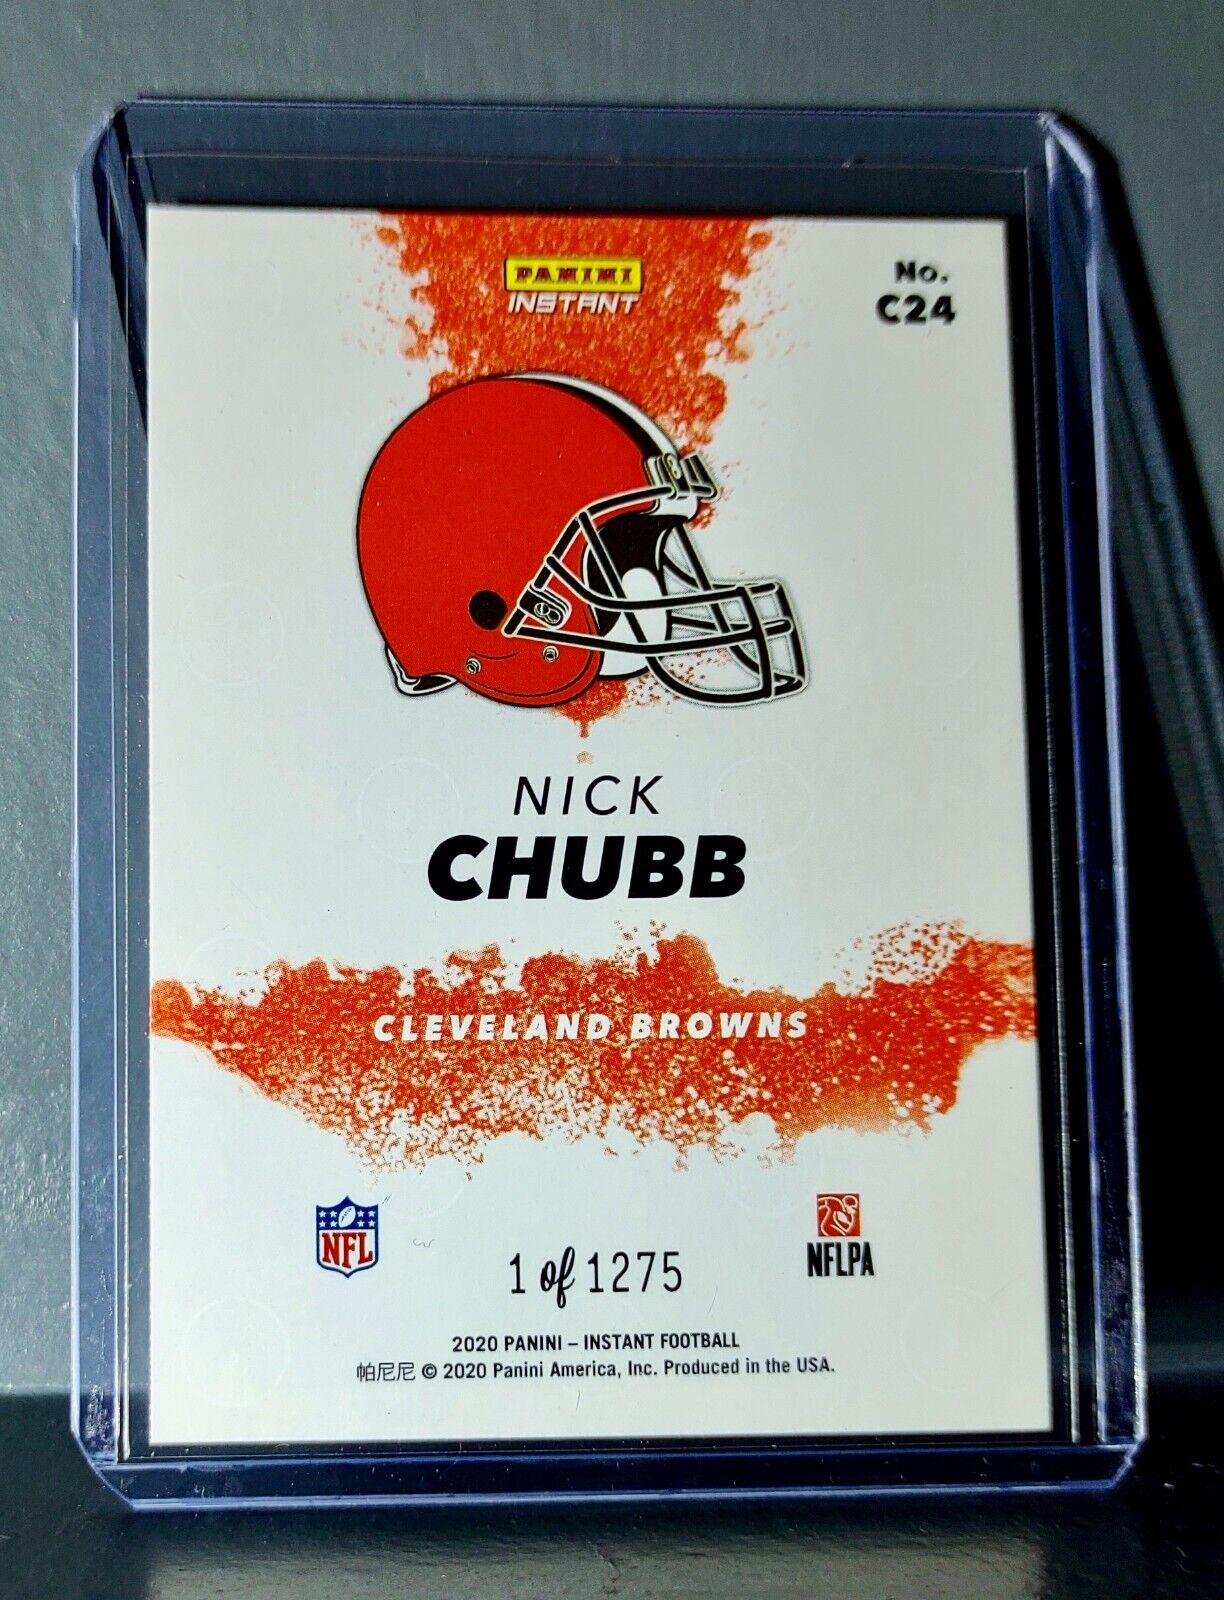 PANINI
INSTANT
No.
C24
NICK
CHUBB
CLEVELAND BROWNS
NFL
1 of 1275
NFLPA
2020 PANINI – INSTANT FOOTBALL
帕尼尼 © 2020 Panini America, Inc. Produced in the USA.